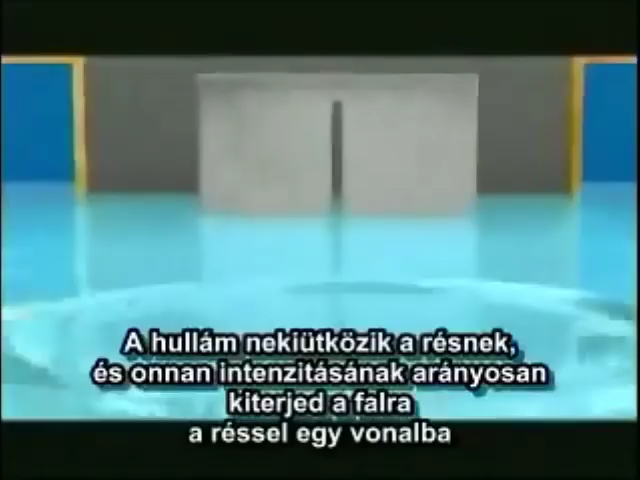 A hullám nekiütközik a résnek,
és onnan intenzitásának arányosan
kiterjed a falra
a réssel egy vonalba